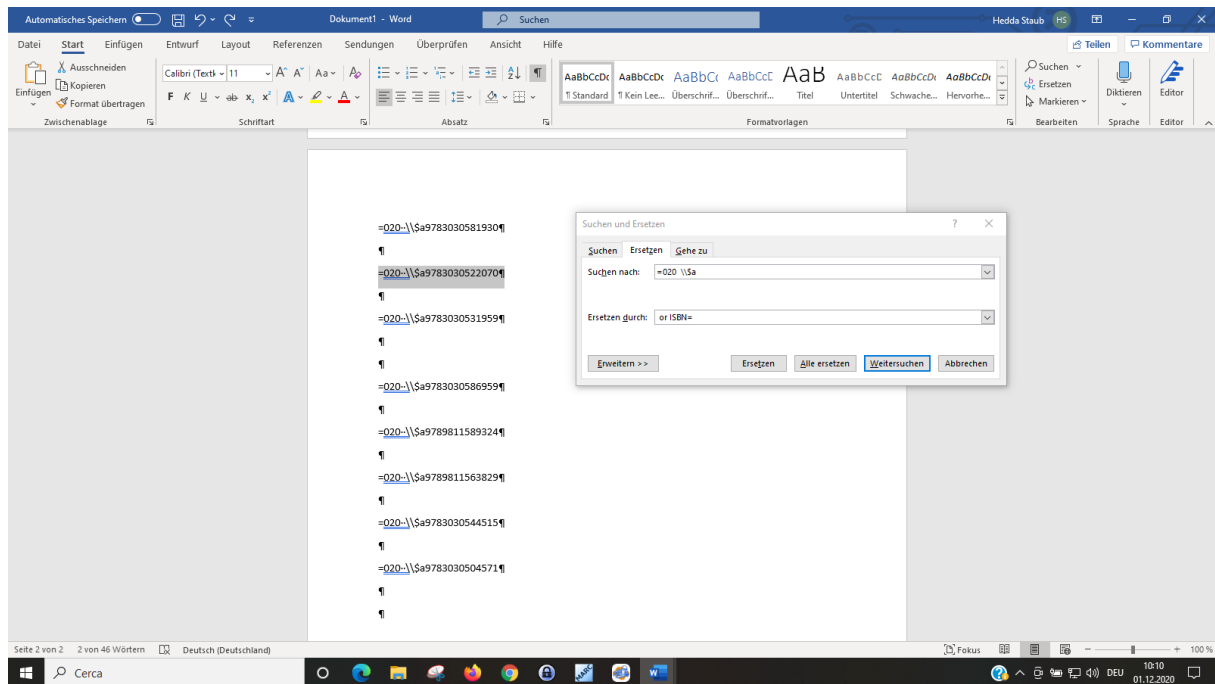 Automatisches Speichern
Dokument1 - Word
Suchen
Hedda Staub
HS
Datei Start Einfügen Entwurf Layout Referenzen Sendungen Überprüfen Ansicht Hilfe
Teilen Kommentare
Einfügen
Ausschneiden
Kopieren
Format übertragen
Zwischenablage
Calibri (Textk 11
F K U ab x, x² A A
Schriftart
Absatz
AaBbCcDc AaBbCcDc AaBbCc AaBbCcE AaB AaBbCcD AaBbCcDc AaBbCcDc
¶ Standard ¶ Kein Lee... Überschrif... Überschrif... Titel Untertitel Schwache... Hervorhe...
Formatvorlagen
Suchen
Ersetzen
Markieren
Bearbeiten
Diktieren
Sprache
Editor
Editor
=020··\\$a9783030581930¶
¶
=020··\\$a9783030522070¶
¶
=020··\\$a9783030531959¶
¶
¶
=020··\\$a9783030586959¶
¶
=020··\\$a9789811589324¶
¶
=020··\\$a9789811563829¶
¶
=020··\\$a9783030544515¶
¶
=020··\\$a9783030504571¶
¶
¶
Suchen und Ersetzen
? ×
Suchen Ersetzen Gehe zu
Suchen nach: =020 \\$a
Ersetzen durch: or ISBN=
Erweitern >> Ersetzen Alle ersetzen Weitersuchen Abbrechen
Seite 2 von 2 2 von 46 Wörtern Deutsch (Deutschland)
Fokus
100 %
Cerca
MARC
DEU
10:10
01.12.2020